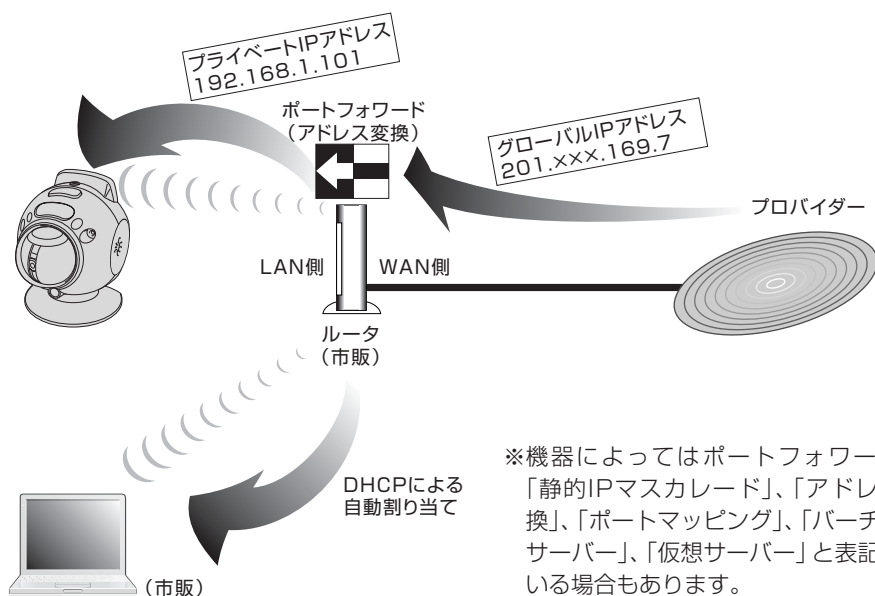 プライベートIPアドレス
192.168.1.101
ポートフォワード
（アドレス変換）
グローバルIPアドレス
201.×××.169.7
プロバイダー
LAN側
WAN側
ルータ
（市販）
DHCPによる
自動割り当て
（市販）
※機器によってはポートフォワー
「静的IPマスカレード」、「アドレ
換」、「ポートマッピング」、「バーチ
サーバー」、「仮想サーバー」と表記
いる場合もあります。